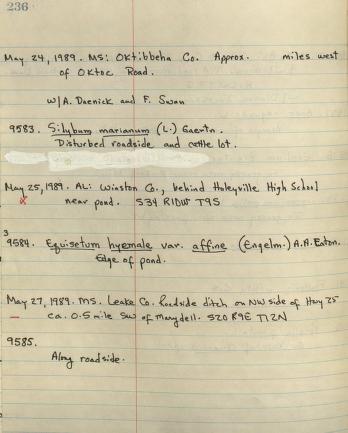 236
May 24, 1989. MS: Oktibbeha Co. Approx. miles west
of Oktoc Road.
w/A. Daenick and F. Swan
9583. Silybum marianum (L.) Gaertn.
Disturbed roadside and cattle lot.
May 25, 1989. AL: Winston Co., behind Haleyville High School
x near pond. S34 R10W T9S
3
9584. Equisetum hyemale var. affine (Engelm.) A.A. Eaton.
Edge of pond.
May 27, 1989. MS. Leake Co. Roadside ditch on NW side of Hwy 25
ca. 0.5 mile SW of Marydell. S20 R9E T12N
9585.
Along roadside.